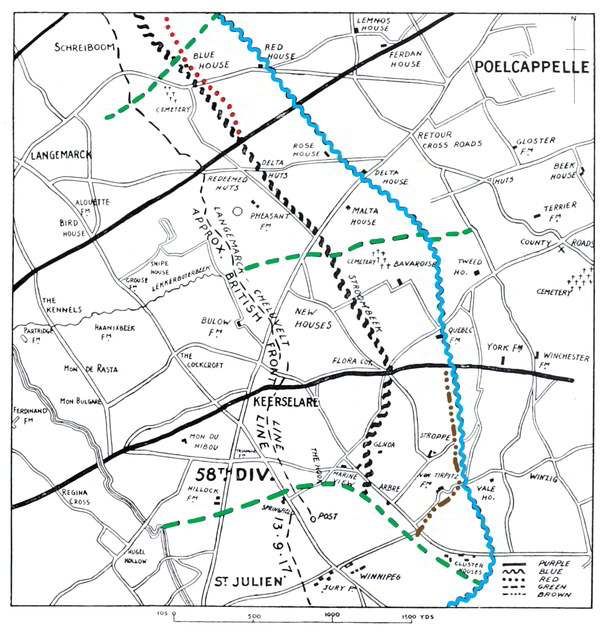 SCHREIBOOM
LEMNOS
HOUSE
N
RED
HOUSE
FERDAN
HOUSE
BLUE
HOUSE
POELCAPPELLE
CEMETERY
RETOUR
CROSS ROADS
GLOSTER
FM
ROSE
HOUSE
LANGEMARCK
DELTA
HUTS
DELTA
HOUSE
BEEK
HOUSE
REDEMED
HUTS
HUTS
ALOUETTE
FM
PHEASANT
FM
MALTA
HOUSE
TERRIER
FM
BIRD
HOUSE
LANGEMARCK
APPROX.
COUNTY ROADS
SNIPE
HOUSE
CEMETERY
BAVAROISE
TWEED
HO.
GROUSE
LEKKERBOTERBEEK
BRITISH
CHELUVELT
STROOMBEEK
CEMETERY
THE
KENNELS
NEW
HOUSES
PARTRIDGE
FM
RAANIXBEEK
FM
BULOW
FM
QUEBEC
FM
YORK FM
WINCHESTER
FM
FRONT
THE
COCKCROFT
FLORA COT
MON DE RASTA
MON BULGARE
KEERSELARE
FERDINAND
FM
LINE
LINE
MON DU
HIBOU
GENOA
STROPPE
THE HOOK
58TH DIV.
MARINE
VIEW
ARBRE
VON TIRPITZ
FM
VALE
HO.
WINZIG
REGINA
CROSS
HILLOCK
FM
SPRINGFIELD
POST
13.9.17
HUGEL
HOLLOW
CLUSTER
HOUSES
ST JULIEN
WINNIPEG
JURY FM
PURPLE
BLUE
RED
GREEN
BROWN
100 0 500 1000 1500 YDS